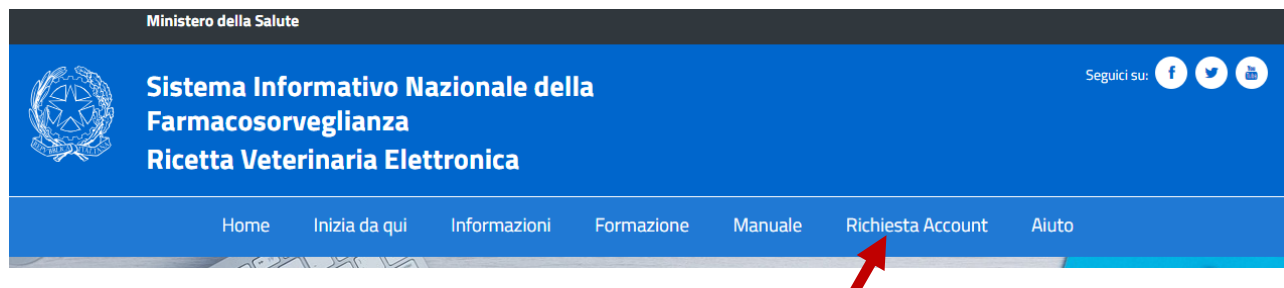 Ministero della Salute
Sistema Informativo Nazionale della
Farmacosorveglianza
Ricetta Veterinaria Elettronica
Seguici su:
Home Inizia da qui Informazioni Formazione Manuale Richiesta Account Aiuto